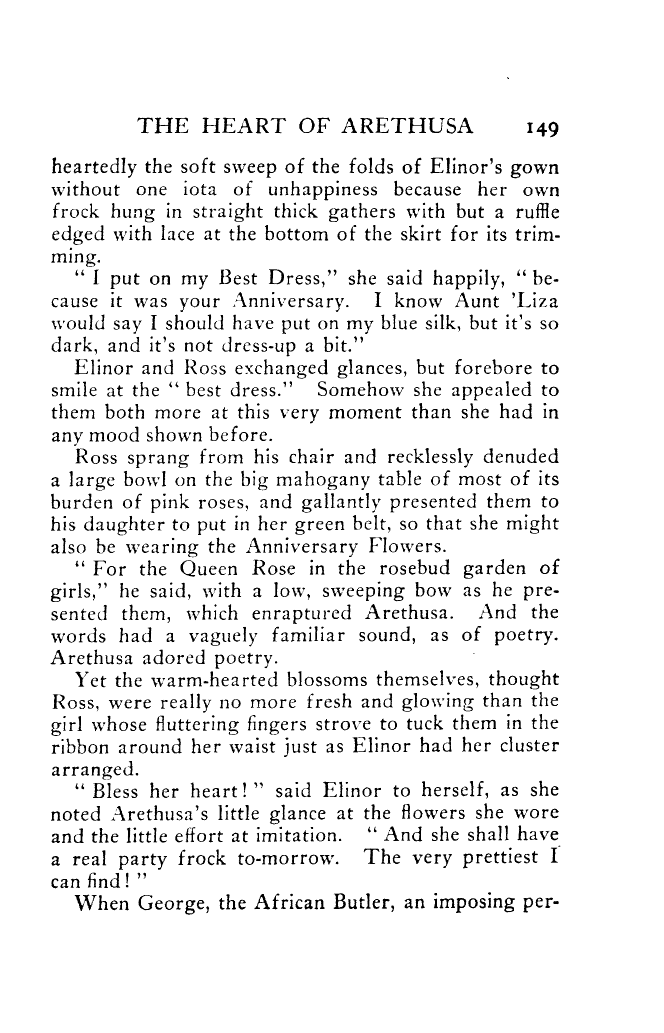 THE HEART OF ARETHUSA 149
heartedly the soft sweep of the folds of Elinor's gown
without one iota of unhappiness because her own
frock hung in straight thick gathers with but a ruffle
edged with lace at the bottom of the skirt for its trim-
ming.
" I put on my Best Dress," she said happily, " be-
cause it was your Anniversary. I know Aunt 'Liza
would say I should have put on my blue silk, but it's so
dark, and it's not dress-up a bit."
Elinor and Ross exchanged glances, but forebore to
smile at the " best dress." Somehow she appealed to
them both more at this very moment than she had in
any mood shown before.
Ross sprang from his chair and recklessly denuded
a large bowl on the big mahogany table of most of its
burden of pink roses, and gallantly presented them to
his daughter to put in her green belt, so that she might
also be wearing the Anniversary Flowers.
" For the Queen Rose in the rosebud garden of
girls," he said, with a low, sweeping bow as he pre-
sented them, which enraptured Arethusa. And the
words had a vaguely familiar sound, as of poetry.
Arethusa adored poetry.
Yet the warm-hearted blossoms themselves, thought
Ross, were really no more fresh and glowing than the
girl whose fluttering fingers strove to tuck them in the
ribbon around her waist just as Elinor had her cluster
arranged.
" Bless her heart! " said Elinor to herself, as she
noted Arethusa's little glance at the flowers she wore
and the little effort at imitation. " And she shall have
a real party frock to-morrow. The very prettiest I
can find! "
When George, the African Butler, an imposing per-